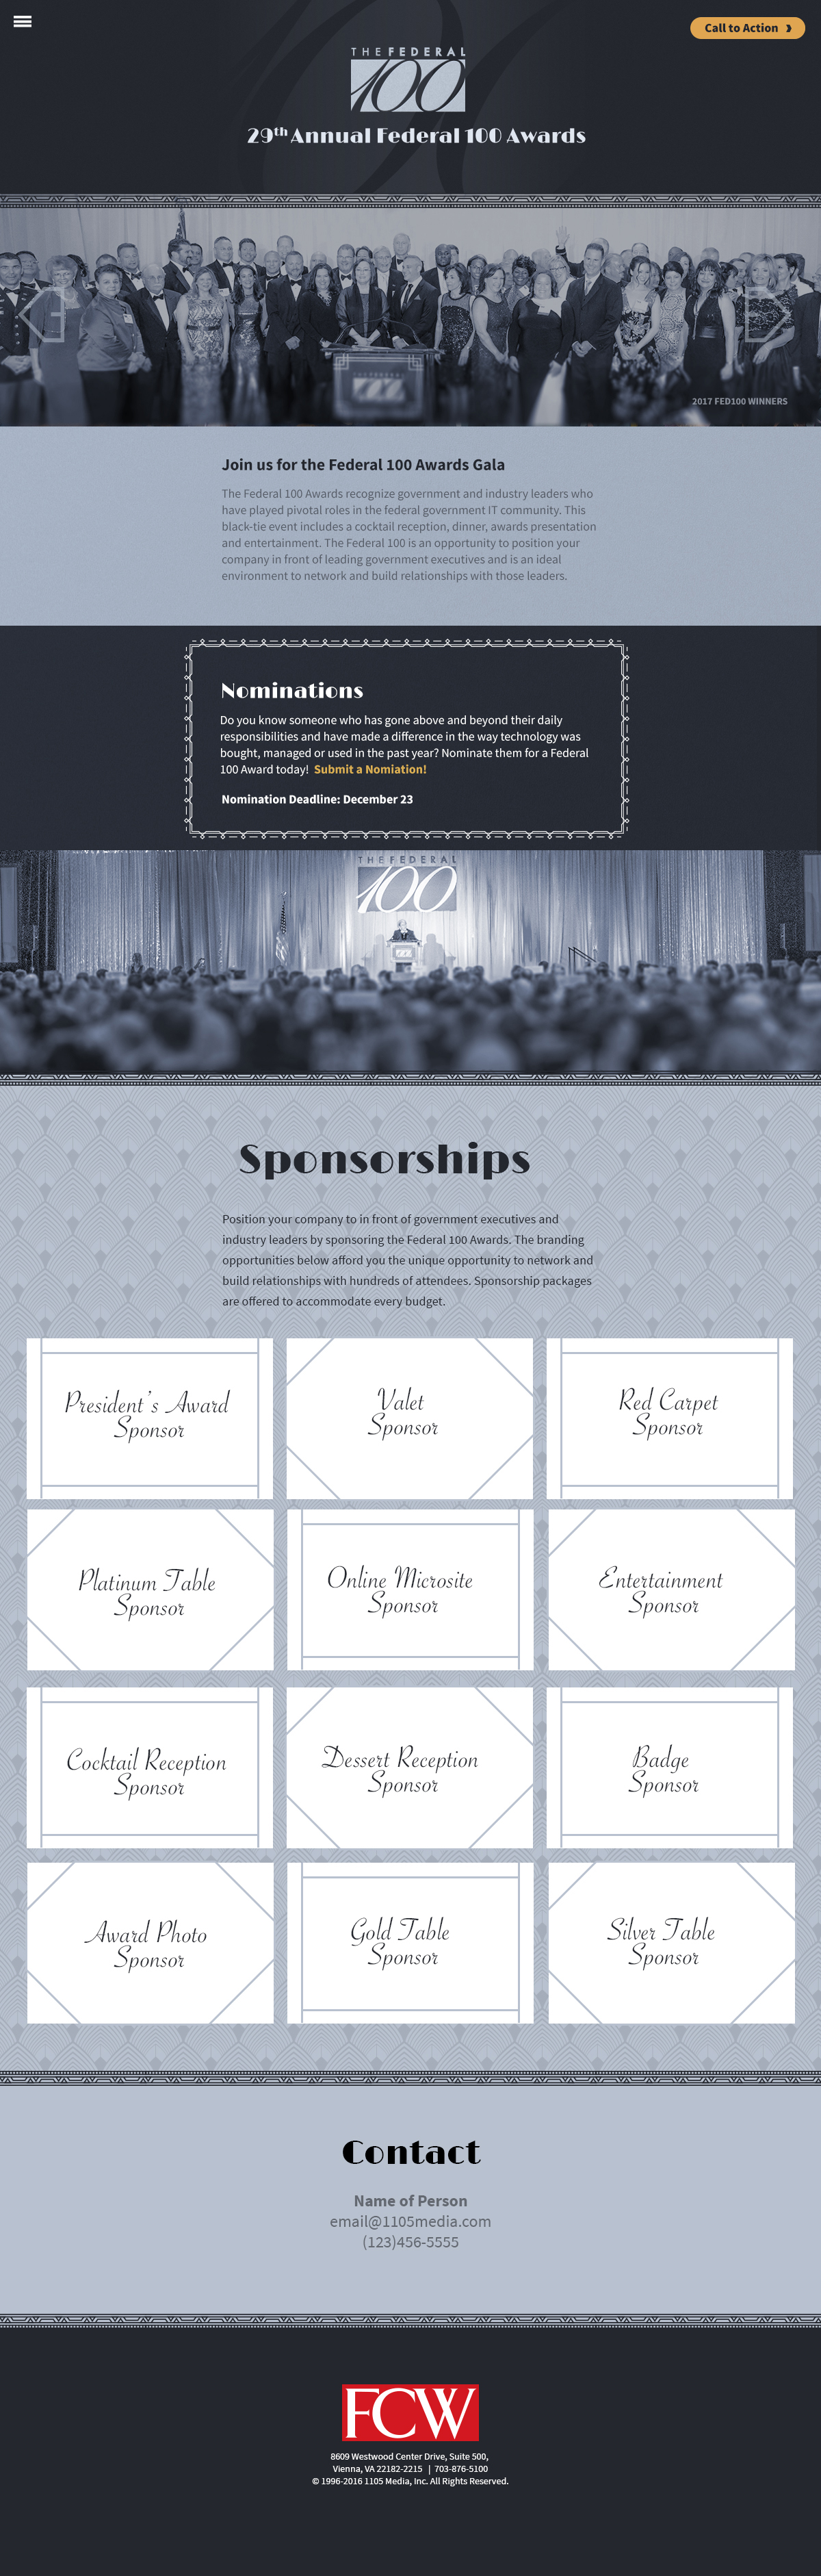 Call to Action
THE FEDERAL
100
29th Annual Federal 100 Awards
2017 FED100 WINNERS
Join us for the Federal 100 Awards Gala
The Federal 100 Awards recognize government and industry leaders who
have played pivotal roles in the federal government IT community. This
black-tie event includes a cocktail reception, dinner, awards presentation
and entertainment. The Federal 100 is an opportunity to position your
company in front of leading government executives and is an ideal
environment to network and build relationships with those leaders.
Nominations
Do you know someone who has gone above and beyond their daily
responsibilities and have made a difference in the way technology was
bought, managed or used in the past year? Nominate them for a Federal
100 Award today! Submit a Nomiation!
Nomination Deadline: December 23
THE FEDERAL
100
Sponsorships
Position your company to in front of government executives and
industry leaders by sponsoring the Federal 100 Awards. The branding
opportunities below afford you the unique opportunity to network and
build relationships with hundreds of attendees. Sponsorship packages
are offered to accommodate every budget.
President's Award
Sponsor
Valet
Sponsor
Red Carpet
Sponsor
Platinum Table
Sponsor
Online Microsite
Sponsor
Entertainment
Sponsor
Cocktail Reception
Sponsor
Dessert Reception
Sponsor
Badge
Sponsor
Award Photo
Sponsor
Gold Table
Sponsor
Silver Table
Sponsor
Contact
Name of Person
email@1105media.com
(123)456-5555
FCW
8609 Westwood Center Drive, Suite 500,
Vienna, VA 22182-2215 | 703-876-5100
© 1996-2016 1105 Media, Inc. All Rights Reserved.